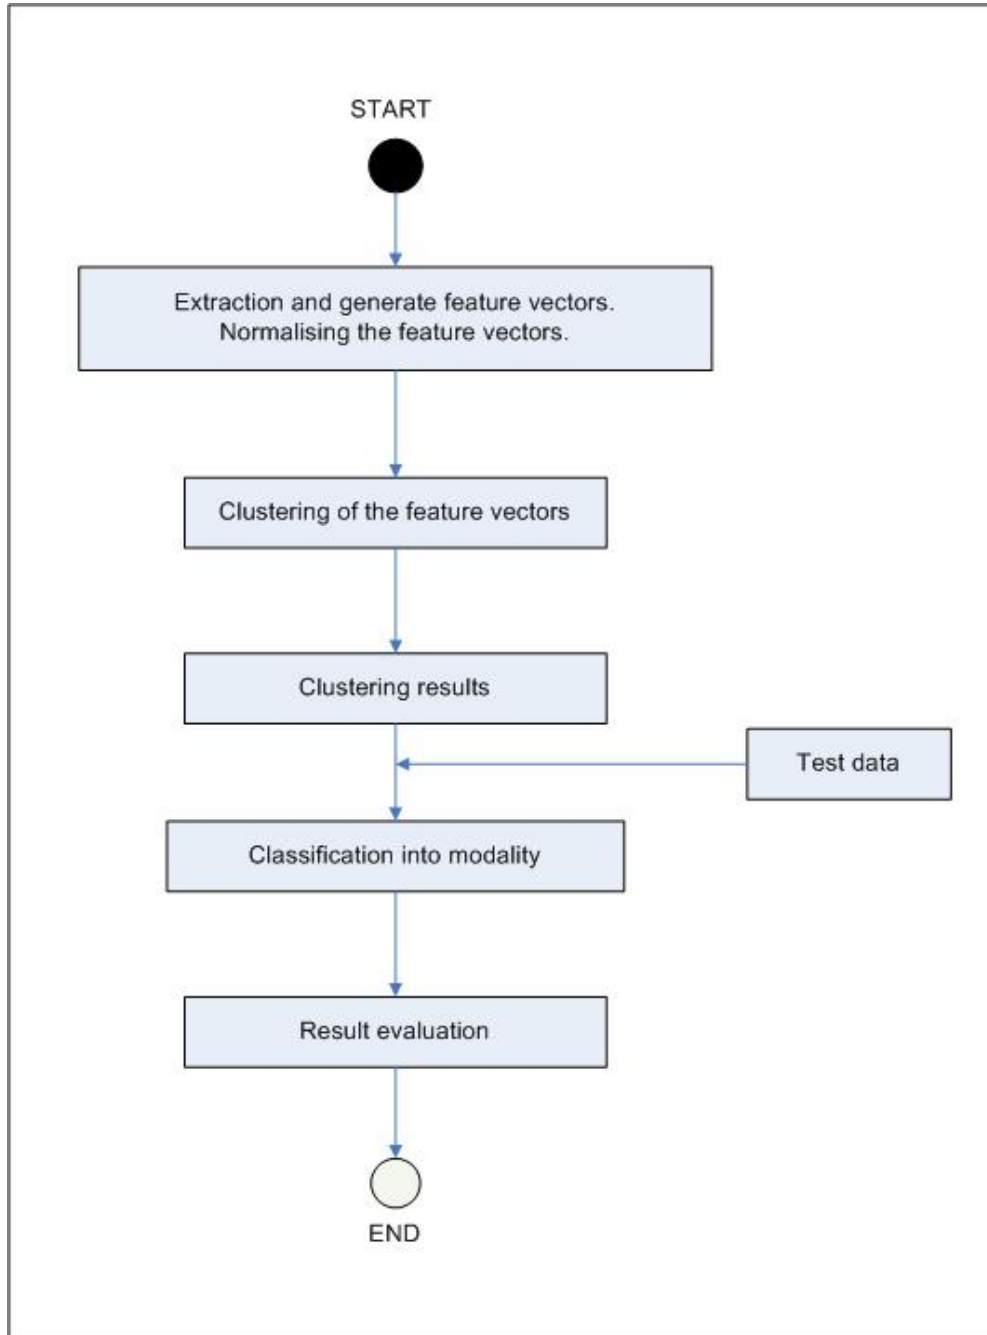 START
Extraction and generate feature vectors.
Normalising the feature vectors.
Clustering of the feature vectors
Clustering results
Test data
Classification into modality
Result evaluation
END